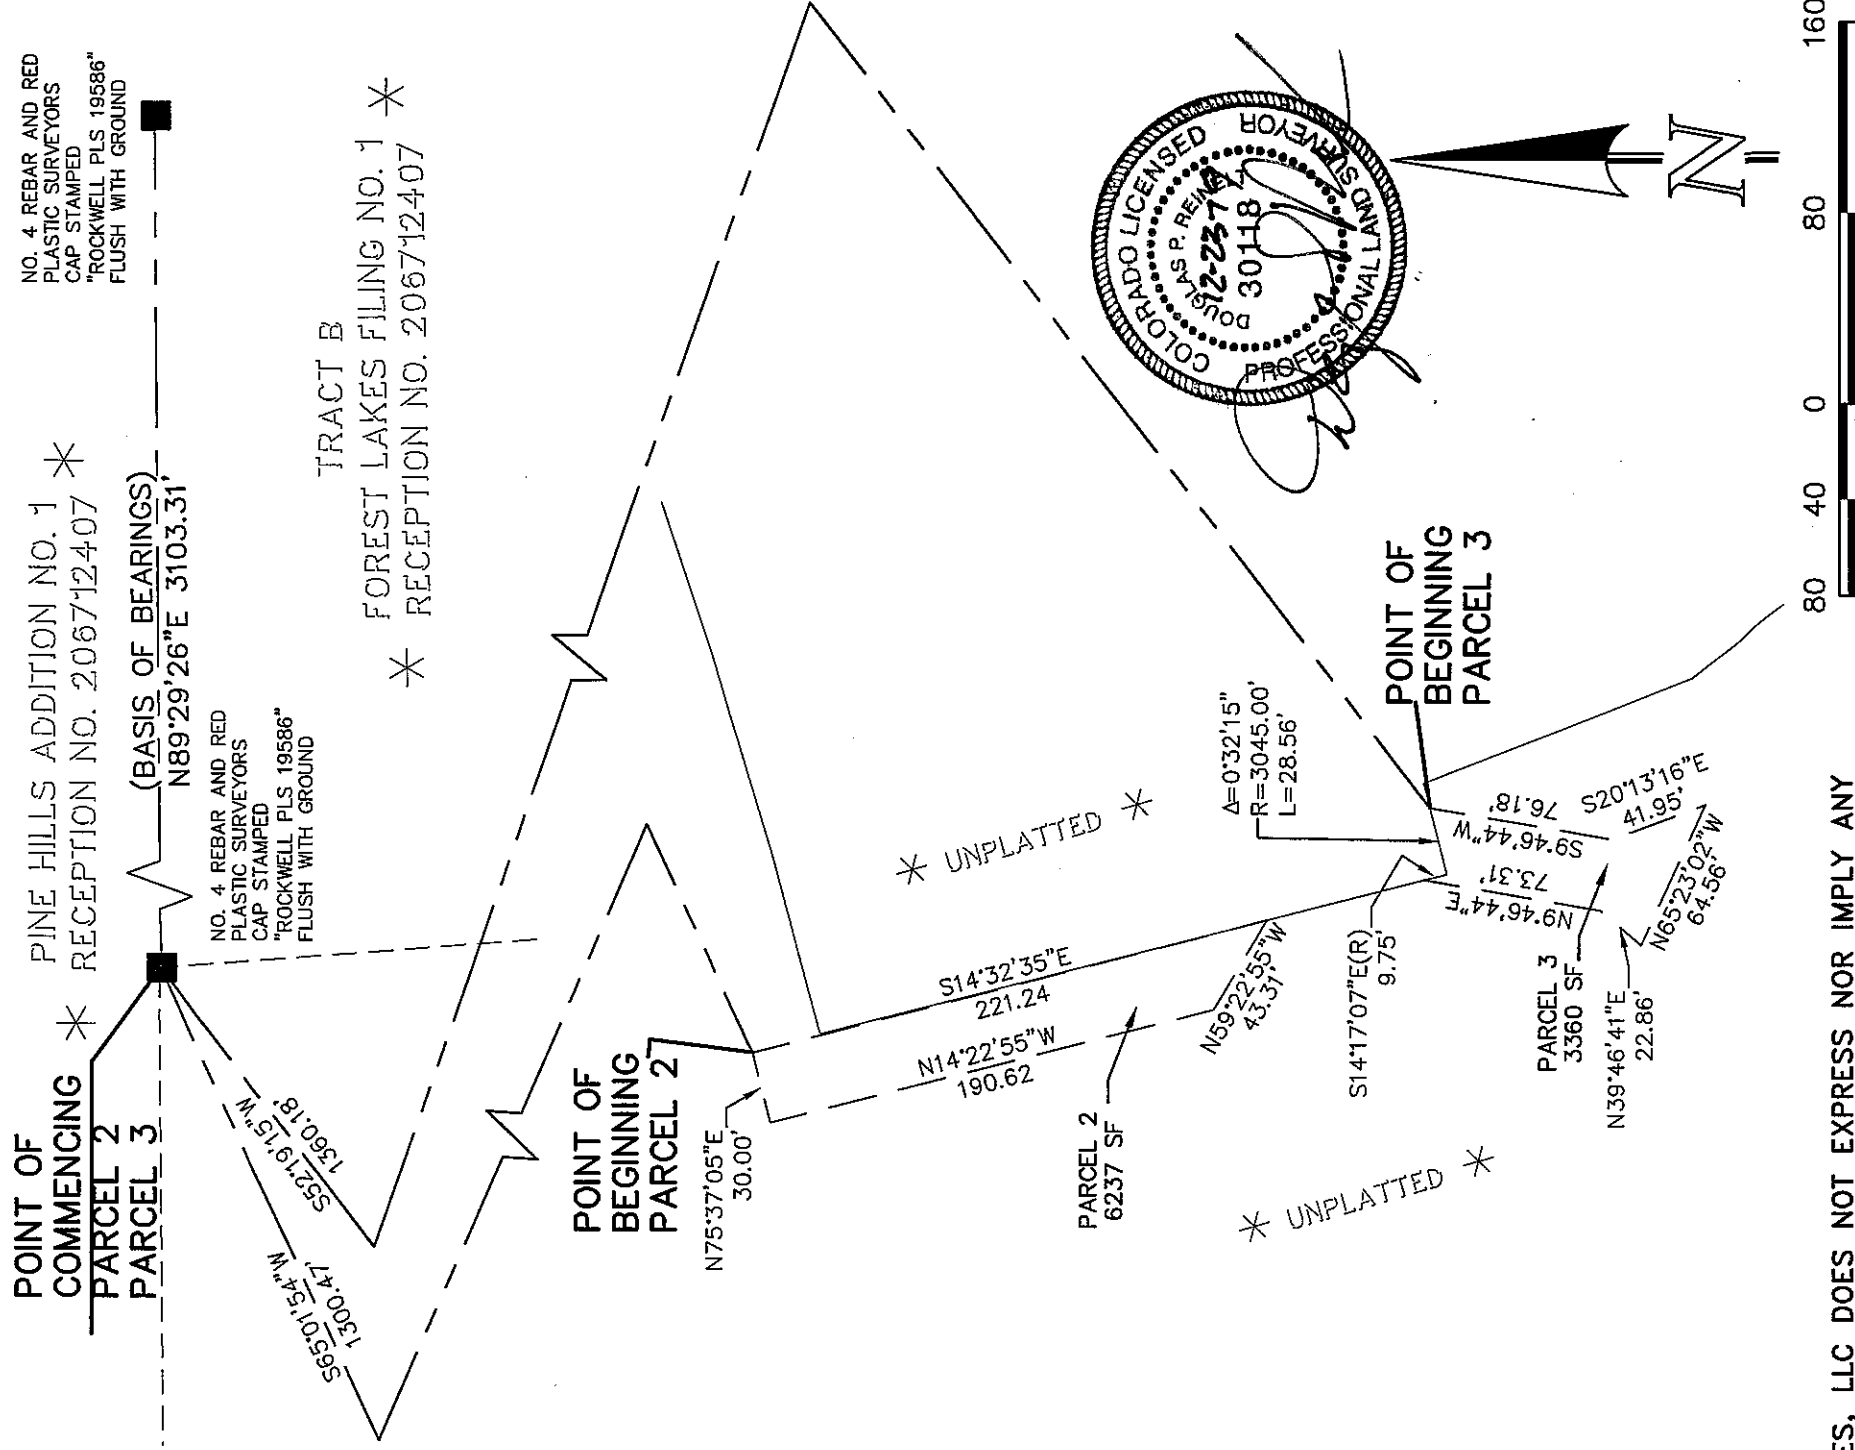 POINT OF
COMMENCING
PARCEL 2
PARCEL 3
PINE HILLS ADDITION NO. 1
RECEPTION NO. 206712407
(BASIS OF BEARINGS)
N89°29'26"E 3103.31'
NO. 4 REBAR AND RED
PLASTIC SURVEYORS
CAP STAMPED
"ROCKWELL PLS 19586"
FLUSH WITH GROUND
NO. 4 REBAR AND RED
PLASTIC SURVEYORS
CAP STAMPED
"ROCKWELL PLS 19586"
FLUSH WITH GROUND
S52°19'15"W
1360.18'
S65°01'54"W
1300.47'
TRACT B
FOREST LAKES FILING NO. 1
RECEPTION NO. 206712407
POINT OF
BEGINNING
PARCEL 2
N75°37'05"E
30.00'
S14°32'35"E
221.24
N14°22'55"W
190.62
UNPLATTED
PARCEL 2
6237 SF
N59°22'55"W
43.31'
UNPLATTED
Δ=0°32'15"
R=3045.00'
L=28.56'
POINT OF
BEGINNING
PARCEL 3
S14°17'07"E(R)
9.75'
S9°46'44"W
76.18'
N9°46'44"E
73.31'
S20°13'16"E
41.95'
N65°23'02"W
64.56'
PARCEL 3
3360 SF
N39°46'41"E
22.86'
COLORADO LICENSED
PROFESSIONAL LAND SURVEYOR
DOUGLAS P.
30118
N
80 40 0 80 160
LLC DOES NOT EXPRESS NOR IMPLY ANY